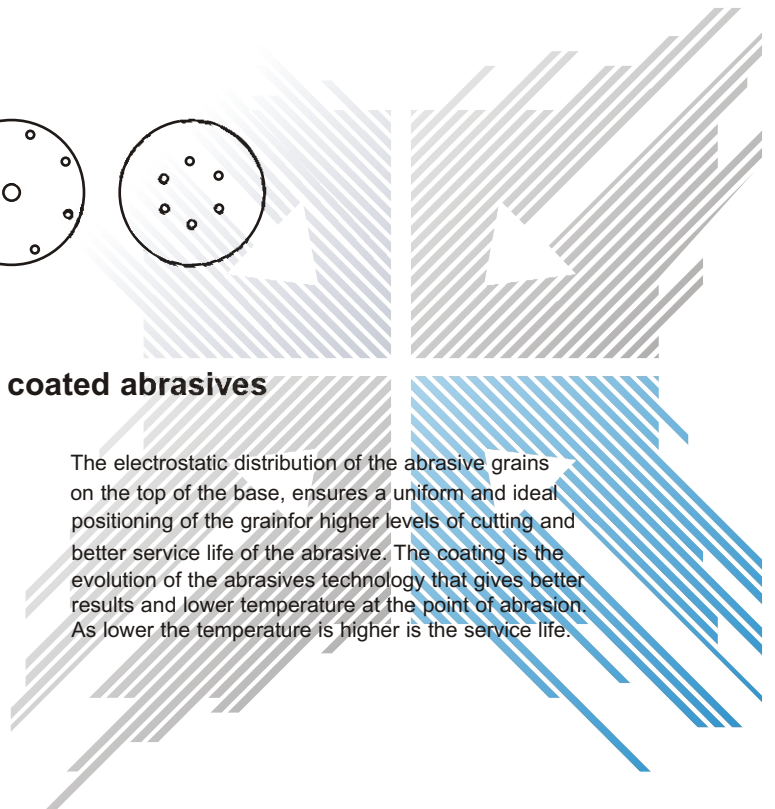 coated abrasives
The electrostatic distribution of the abrasive grains
on the top of the base, ensures a uniform and ideal
positioning of the grainfor higher levels of cutting and
better service life of the abrasive. The coating is the
evolution of the abrasives technology that gives better
results and lower temperature at the point of abrasion.
As lower the temperature is higher is the service life.